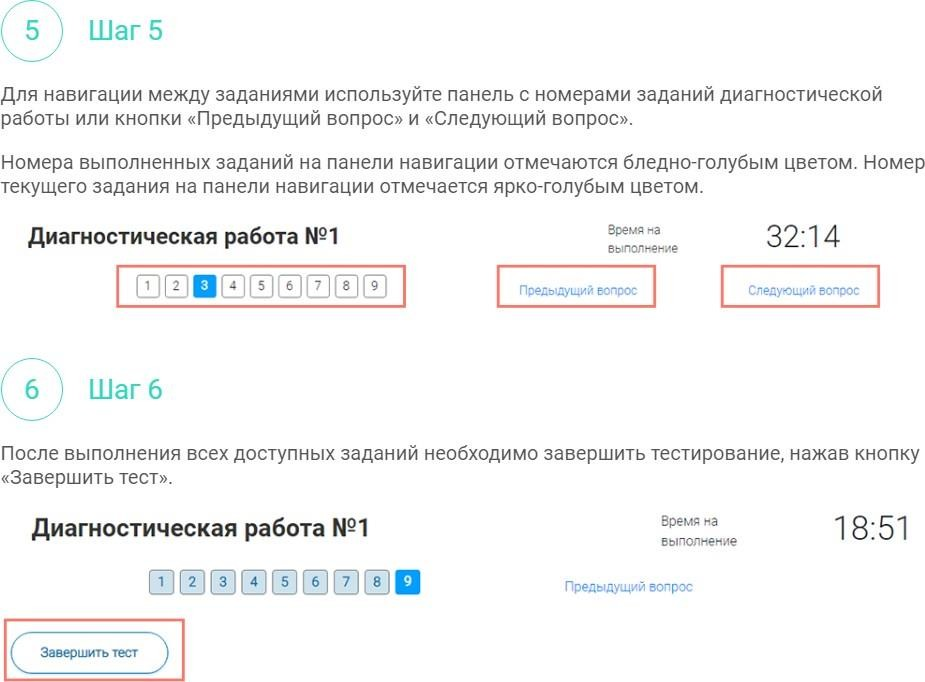 5 Шаг 5
Для навигации между заданиями используйте панель с номерами заданий диагностической
работы или кнопки «Предыдущий вопрос» и «Следующий вопрос».
Номера выполненных заданий на панели навигации отмечаются бледно-голубым цветом. Номер
текущего задания на панели навигации отмечается ярко-голубым цветом.
Диагностическая работа №1 Время на 32:14
выполнение
1 2 3 4 5 6 7 8 9 Предыдущий вопрос Следующий вопрос
6 Шаг 6
После выполнения всех доступных заданий необходимо завершить тестирование, нажав кнопку
«Завершить тест».
Диагностическая работа №1 Время на 18:51
выполнение
1 2 3 4 5 6 7 8 9 Предыдущий вопрос
Завершить тест